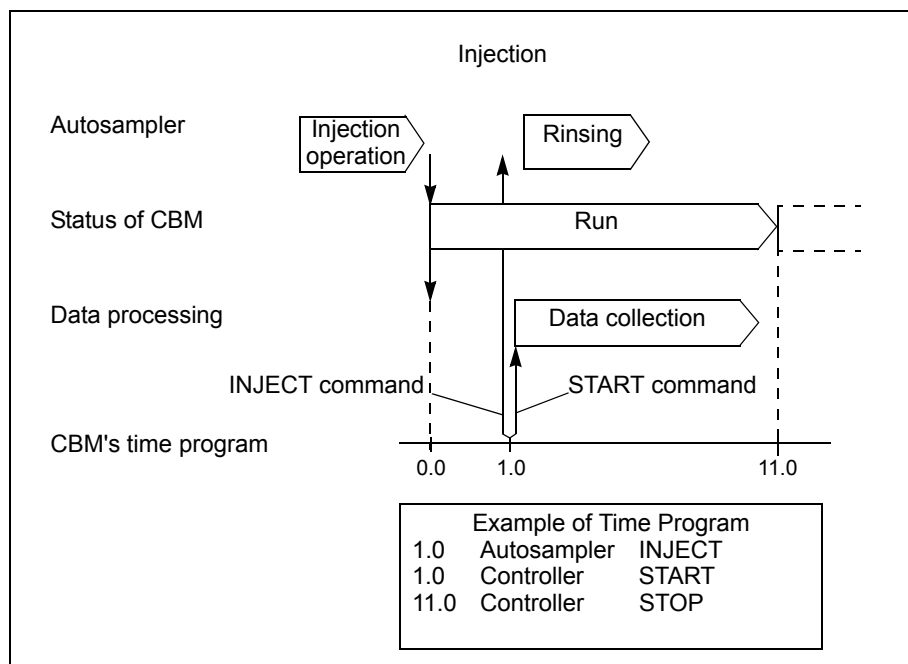 Injection
Autosampler
Injection
operation
Rinsing
Status of CBM
Run
Data processing
Data collection
INJECT command
START command
CBM's time program
0.0
1.0
11.0
Example of Time Program
1.0 Autosampler INJECT
1.0 Controller START
11.0 Controller STOP